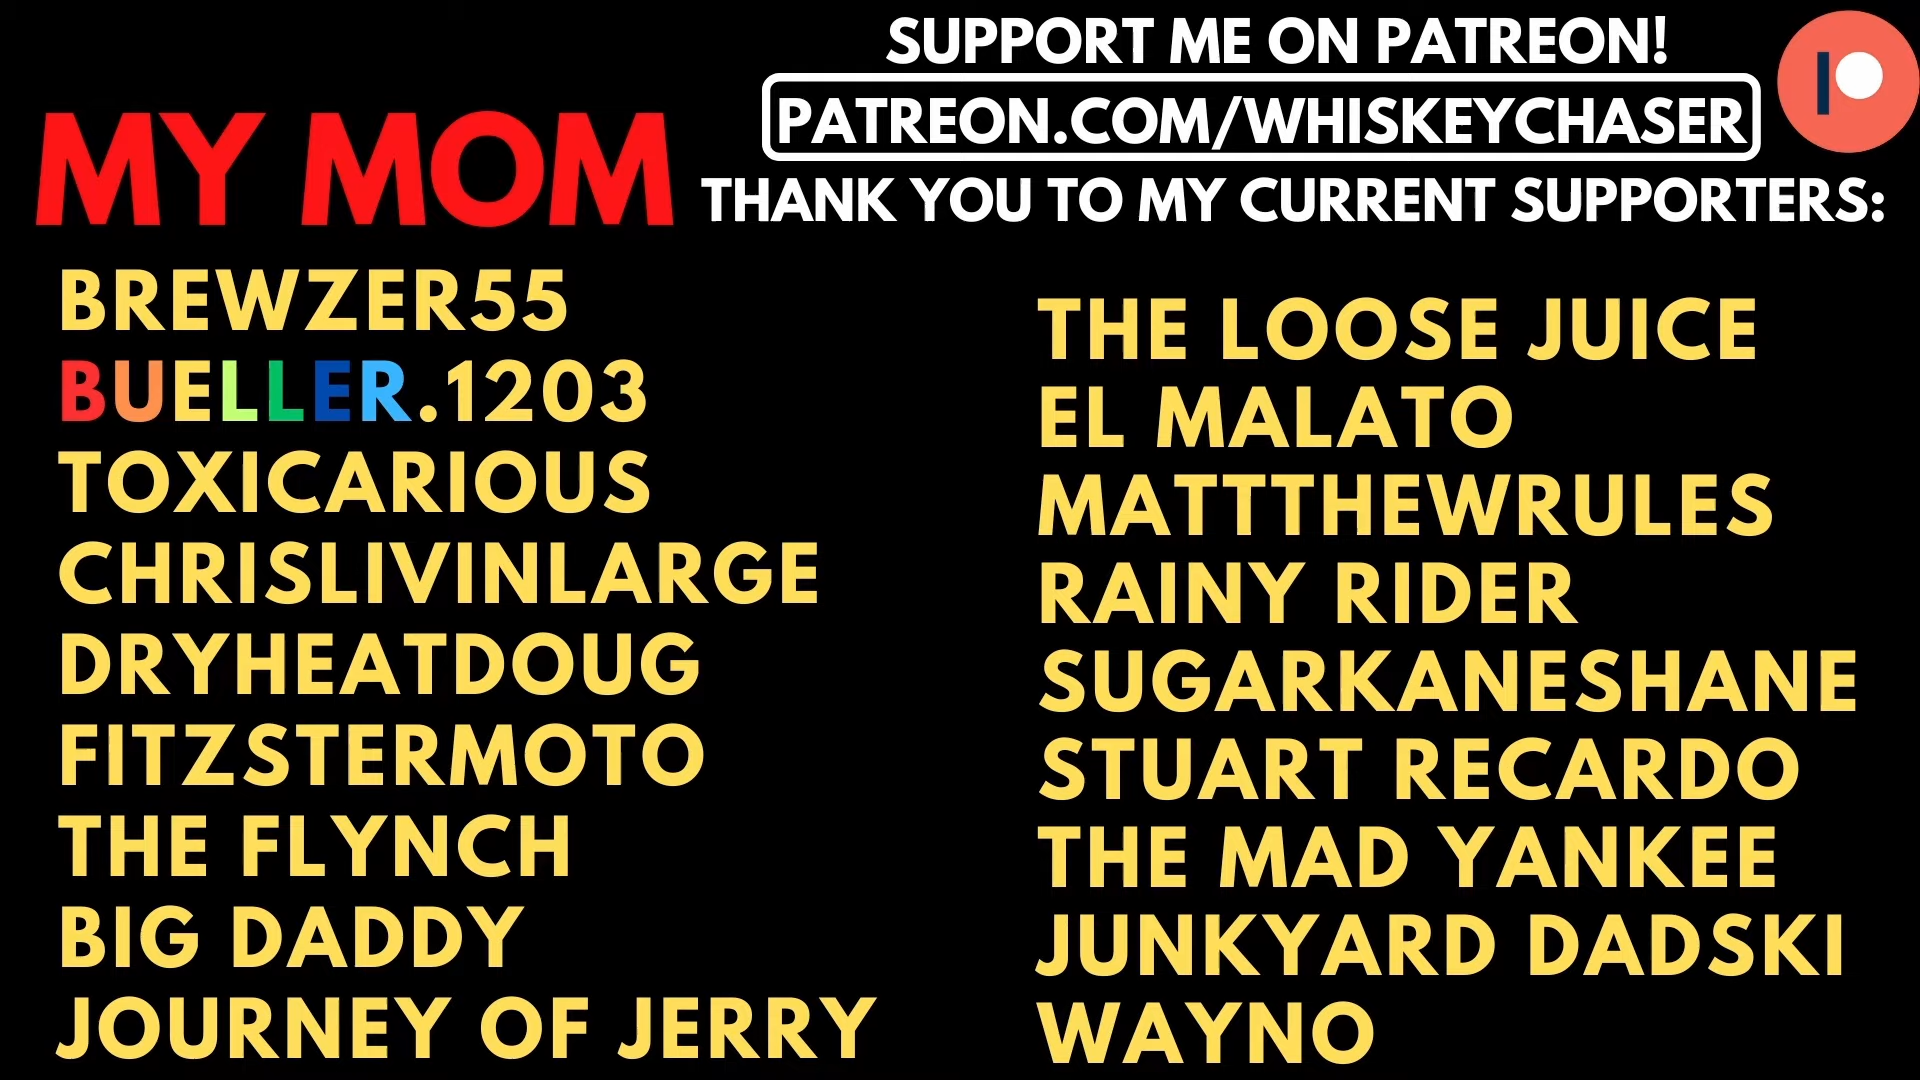 SUPPORT ME ON PATREON!
PATREON.COM/WHISKEYCHASER
THANK YOU TO MY CURRENT SUPPORTERS:
MY MOM
BREWZER55
BUELLER.1203
TOXICARIOUS
CHRISLIVINLARGE
DRYHEATDOUG
FITZSTERMOTO
THE FLYNCH
BIG DADDY
JOURNEY OF JERRY
THE LOOSE JUICE
EL MALATO
MATTTHEWRULES
RAINY RIDER
SUGARKANESHANE
STUART RECARDO
THE MAD YANKEE
JUNKYARD DADSKI
WAYNO